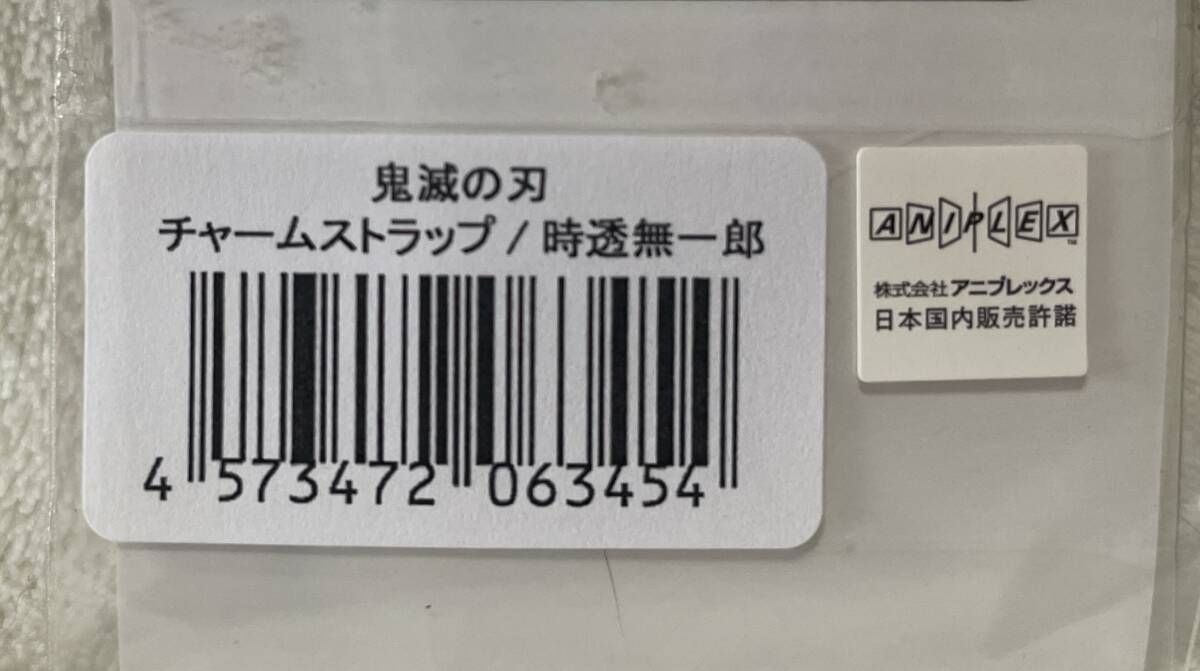 鬼滅の刃
チャームストラップ / 時透無一郎
4 573472 063454
ANIPLEX™
株式会社 アニプレックス
日本国内販売許諾